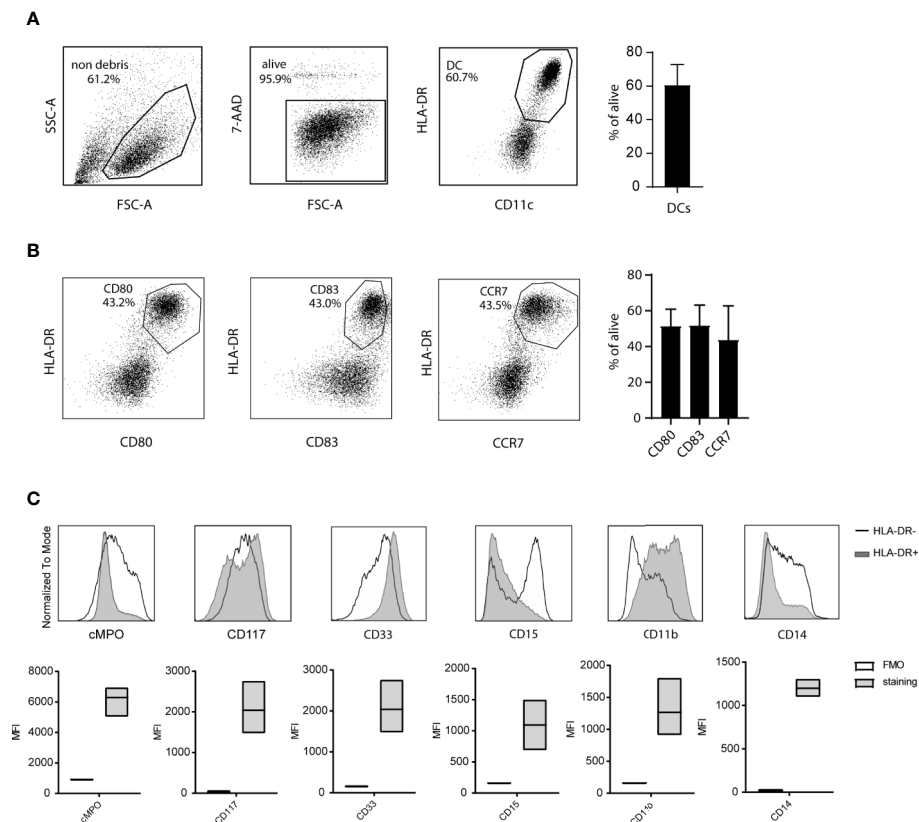 A
non debris
61.2%
SSC-A
FSC-A
alive
95.9%
7-AAD
FSC-A
DC
60.7%
HLA-DR
CD11c
80
60
40
20
0
% of alive
DCs
B
CD80
43.2%
HLA-DR
CD80
CD83
43.0%
HLA-DR
CD83
CCR7
43.5%
HLA-DR
CCR7
80
60
40
20
0
% of alive
CD80
CD83
CCR7
C
Normalized To Mode
cMPO
CD117
CD33
CD15
CD11b
CD14
HLA-DR-
HLA-DR+
8000
6000
4000
2000
0
MFI
cMPO
3000
2000
1000
0
MFI
CD117
3000
2000
1000
0
MFI
CD33
2000
1500
1000
500
0
MFI
CD15
2000
1500
1000
500
0
MFI
CD11b
1500
1000
500
0
MFI
CD14
FMO
staining